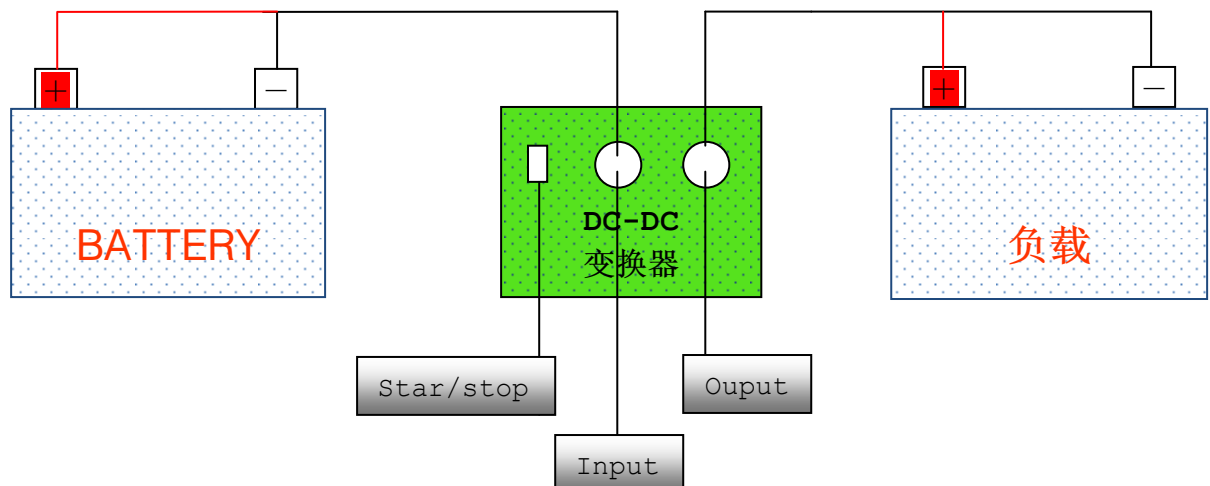 +
−
+
−
BATTERY
DC-DC
变换器
负载
Star/stop
Ouput
Input